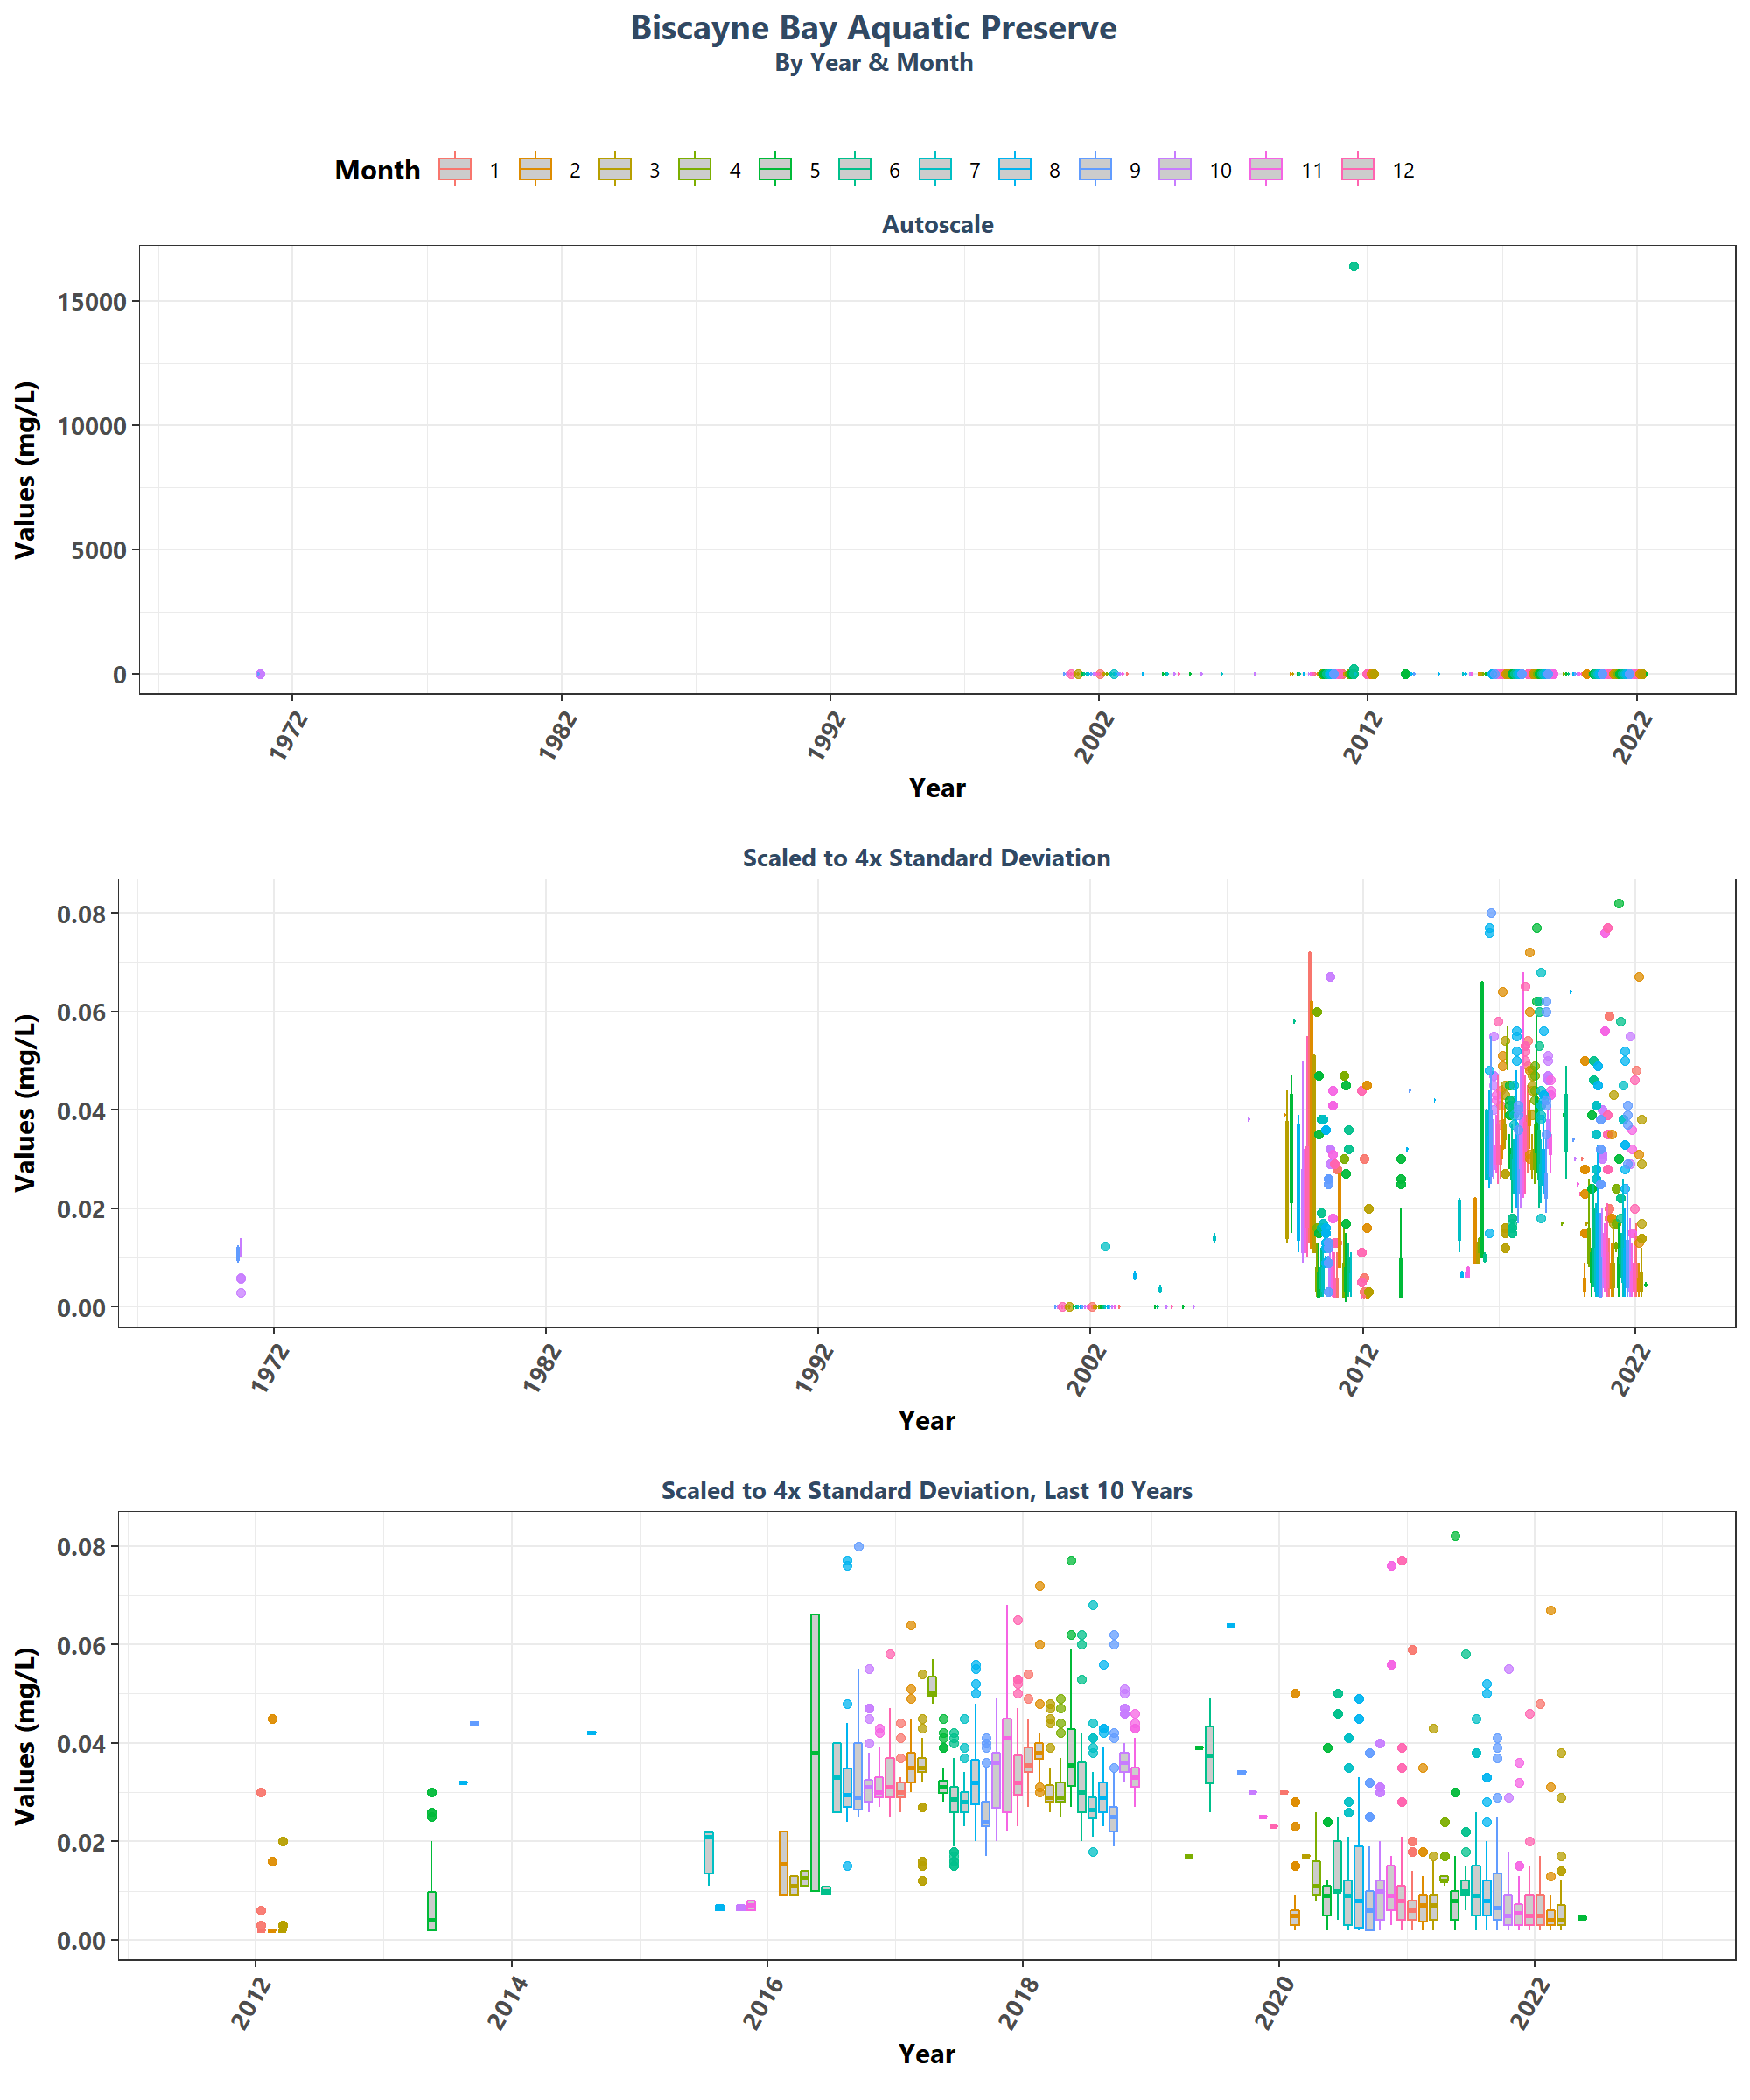 Biscayne Bay Aquatic Preserve
By Year & Month
Month 1 2 3 4 5 6 7 8 9 10 11 12
Autoscale
Values (mg/L)
15000
10000
5000
0
1972 1982 1992 2002 2012 2022
Year
Scaled to 4x Standard Deviation
Values (mg/L)
0.08
0.06
0.04
0.02
0.00
1972 1982 1992 2002 2012 2022
Year
Scaled to 4x Standard Deviation, Last 10 Years
Values (mg/L)
0.08
0.06
0.04
0.02
0.00
2012 2014 2016 2018 2020 2022
Year